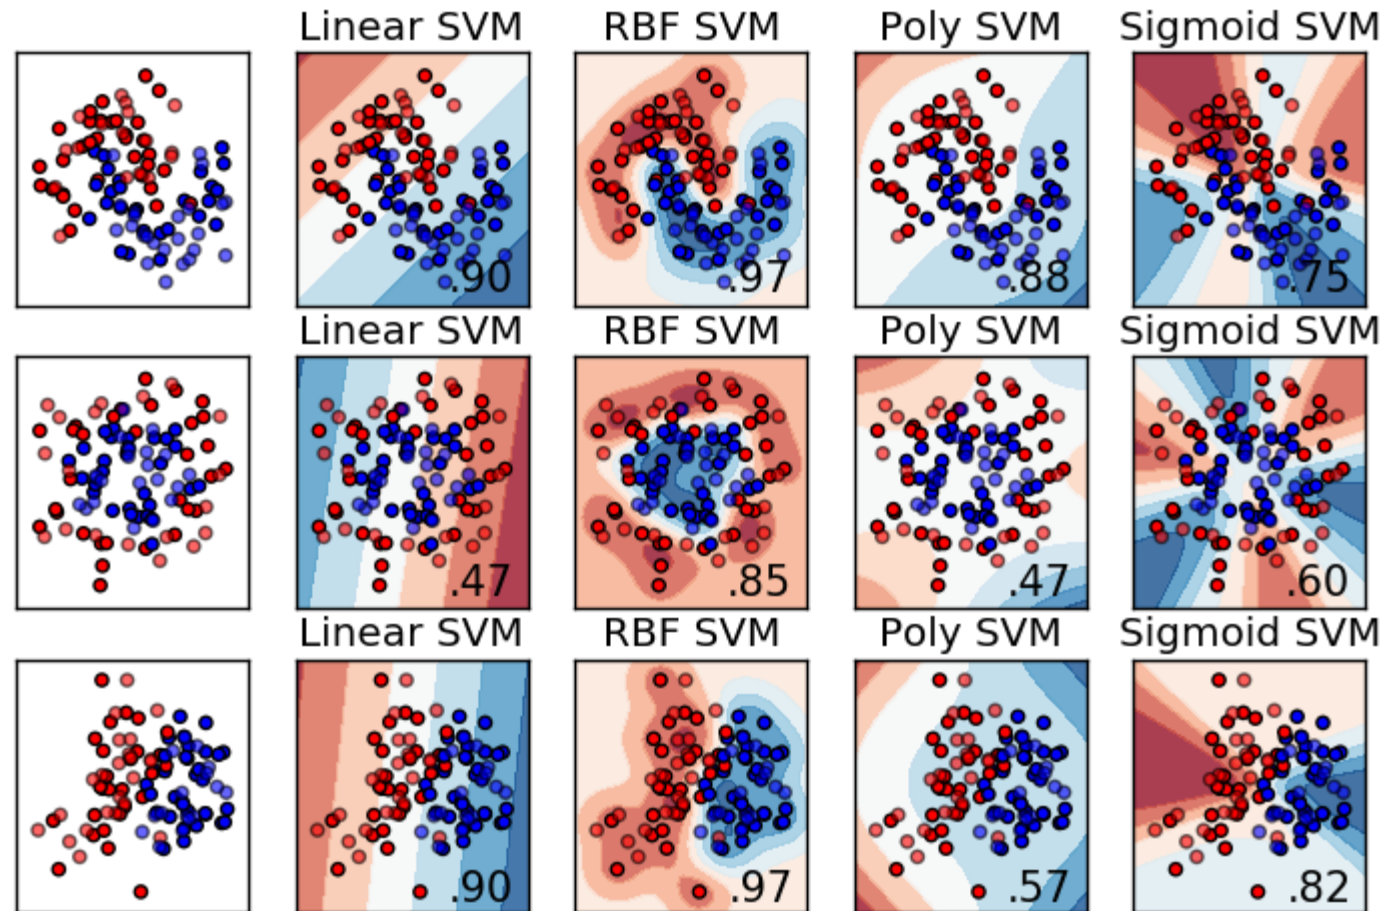 Linear SVM RBF SVM Poly SVM Sigmoid SVM
.90 .97 .88 .75
Linear SVM RBF SVM Poly SVM Sigmoid SVM
.47 .85 .47 .60
Linear SVM RBF SVM Poly SVM Sigmoid SVM
.90 .97 .57 .82